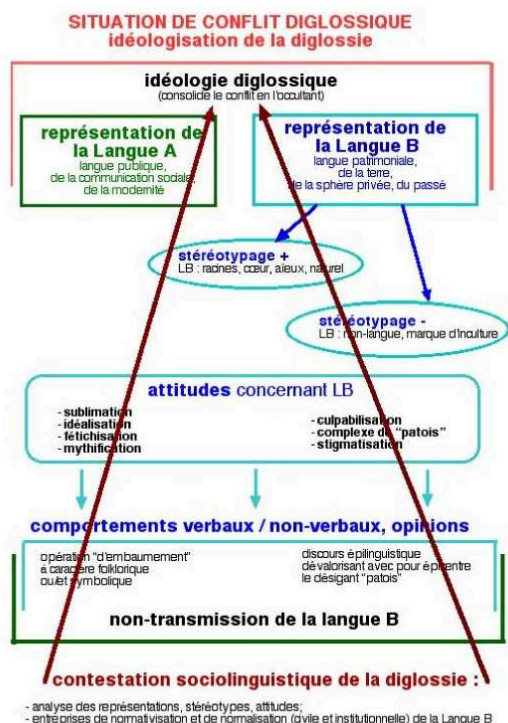 SITUATION DE CONFLIT DIGLOSSIQUE
idéologisation de la diglossie
idéologie diglossique
(consolide le conflit en l'occultant)
représentation de
la Langue A
langue publique,
de la communication sociale,
de la modernité
représentation de
la Langue B
langue patrimoniale,
de la terre,
de la sphère privée, du passé
stéréotypage +
LB : racines, cœur, aïeux, naturel
stéréotypage -
LB : non-langue, marque d'inculture
attitudes concernant LB
- sublimation
- idéalisation
- fétichisation
- mythification
- culpabilisation
- complexe de "patois"
- stigmatisation
comportements verbaux / non-verbaux, opinions
opération "d'embaumement"
à caractère folklorique
ou/et symbolique
discours épilinguistique
dévalorisant avec pour épicentre
le désigant "patois"
non-transmission de la langue B
contestation sociolinguistique de la diglossie :
- analyse des représentations, stéréotypes, attitudes;
- entreprises de normativisation et de normalisation (civile et institutionnelle) de la Langue B